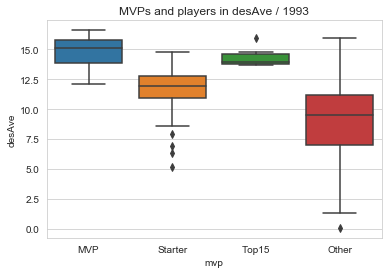 MVPs and players in desAve / 1993
desAve
15.0
12.5
10.0
7.5
5.0
2.5
0.0
MVP Starter Top15 Other
mvp